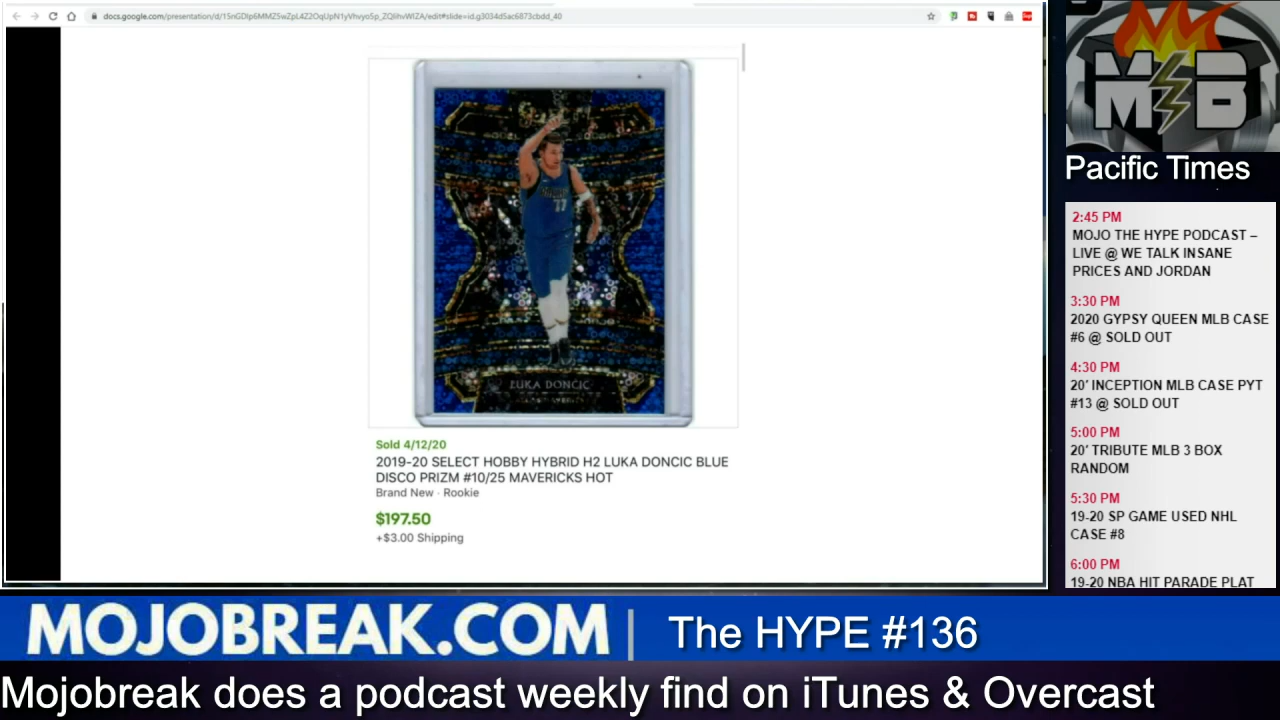 docs.google.com/presentation/d/
M B
Pacific Times
LUKA DONCIC
77
Sold 4/12/20
2019-20 SELECT HOBBY HYBRID H2 LUKA DONCIC BLUE
DISCO PRIZM #10/25 MAVERICKS HOT
Brand New · Rookie
$197.50
+$3.00 Shipping
2:45 PM
MOJO THE HYPE PODCAST –
LIVE @ WE TALK INSANE
PRICES AND JORDAN
3:30 PM
2020 GYPSY QUEEN MLB CASE
#6 @ SOLD OUT
4:30 PM
20' INCEPTION MLB CASE PYT
#13 @ SOLD OUT
5:00 PM
20' TRIBUTE MLB 3 BOX
RANDOM
5:30 PM
19-20 SP GAME USED NHL
CASE #8
6:00 PM
19-20 NBA HIT PARADE PLAT
MOJOBREAK.COM | The HYPE #136
Mojobreak does a podcast weekly find on iTunes & Overcast